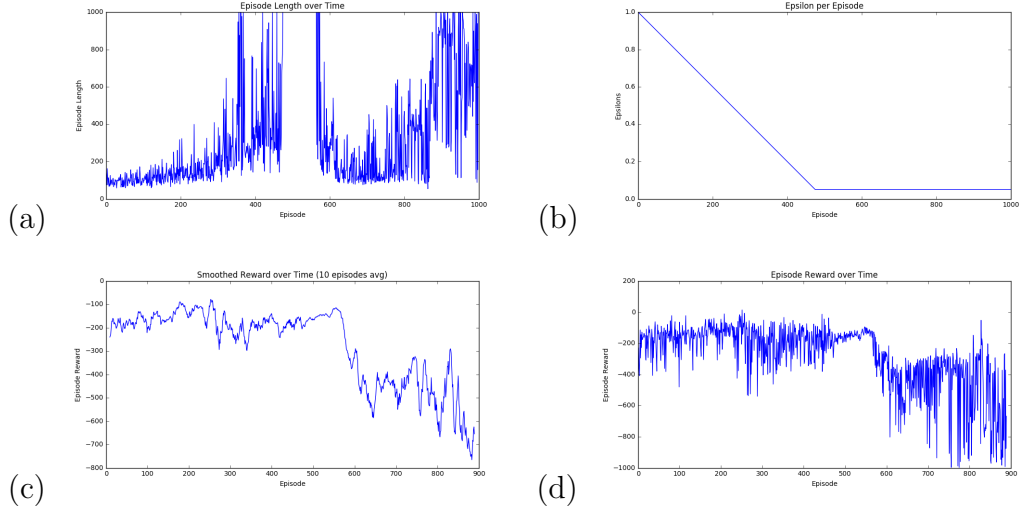 Episode Length over Time
1000
800
600
400
200
0
Episode Length
0 200 400 600 800 1000
Episode
(a)
Epsilon per Episode
1.0
0.8
0.6
0.4
0.2
0.0
Epsilons
0 200 400 600 800 1000
Episode
(b)
Smoothed Reward over Time (10 episodes avg)
0
−100
−200
−300
−400
−500
−600
−700
−800
Episode Reward
0 100 200 300 400 500 600 700 800 900
Episode
(c)
Episode Reward over Time
200
0
−200
−400
−600
−800
−1000
Episode Reward
0 100 200 300 400 500 600 700 800 900
Episode
(d)